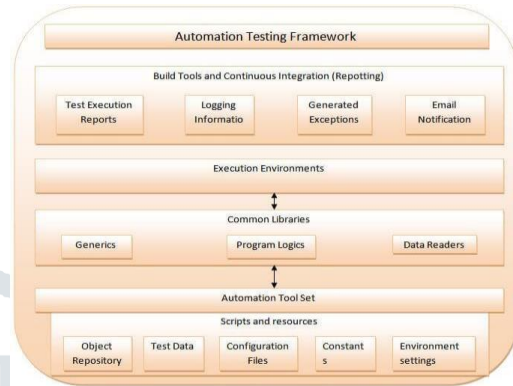 Automation Testing Framework
Build Tools and Continuous Integration (Repotting)
Test Execution
Reports
Logging
Informatio
Generated
Exceptions
Email
Notification
Execution Environments
Common Libraries
Generics
Program Logics
Data Readers
Automation Tool Set
Scripts and resources
Object
Repository
Test Data
Configuration
Files
Constant
s
Environment
settings